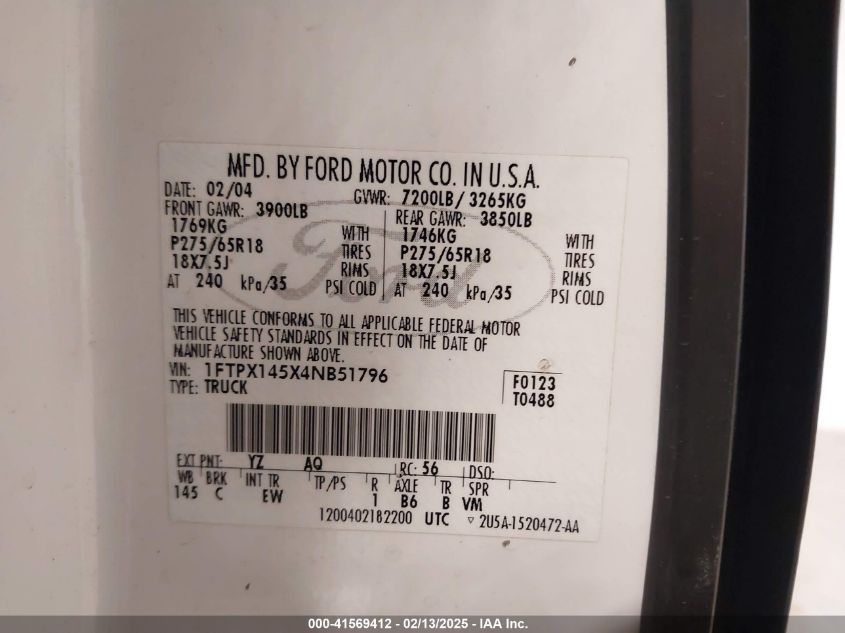 MFD. BY FORD MOTOR CO. IN U.S.A.
DATE: 02/04 GVWR: 7200LB/ 3265KG
FRONT GAWR: 3900LB REAR GAWR: 3850LB
1769KG WITH 1746KG WITH
P275/65R18 TIRES P275/65R18 TIRES
18X7.5J RIMS 18X7.5J RIMS
AT 240 kPa/35 PSI COLD AT 240 kPa/35 PSI COLD
THIS VEHICLE CONFORMS TO ALL APPLICABLE FEDERAL MOTOR
VEHICLE SAFETY STANDARDS IN EFFECT ON THE DATE OF
MANUFACTURE SHOWN ABOVE.
VIN: 1FTPX145X4NB51796 F0123
TYPE: TRUCK T0488
EXT PNT: YZ AQ RC: 56 DSO:
WB BRK INT TR TP/PS R AXLE TR SPR
145 C EW 1 B6 B VM
1200402182200 UTC ▽ 2U5A-1520472-AA
Ford
000-41569412 - 02/13/2025 - IAA Inc.